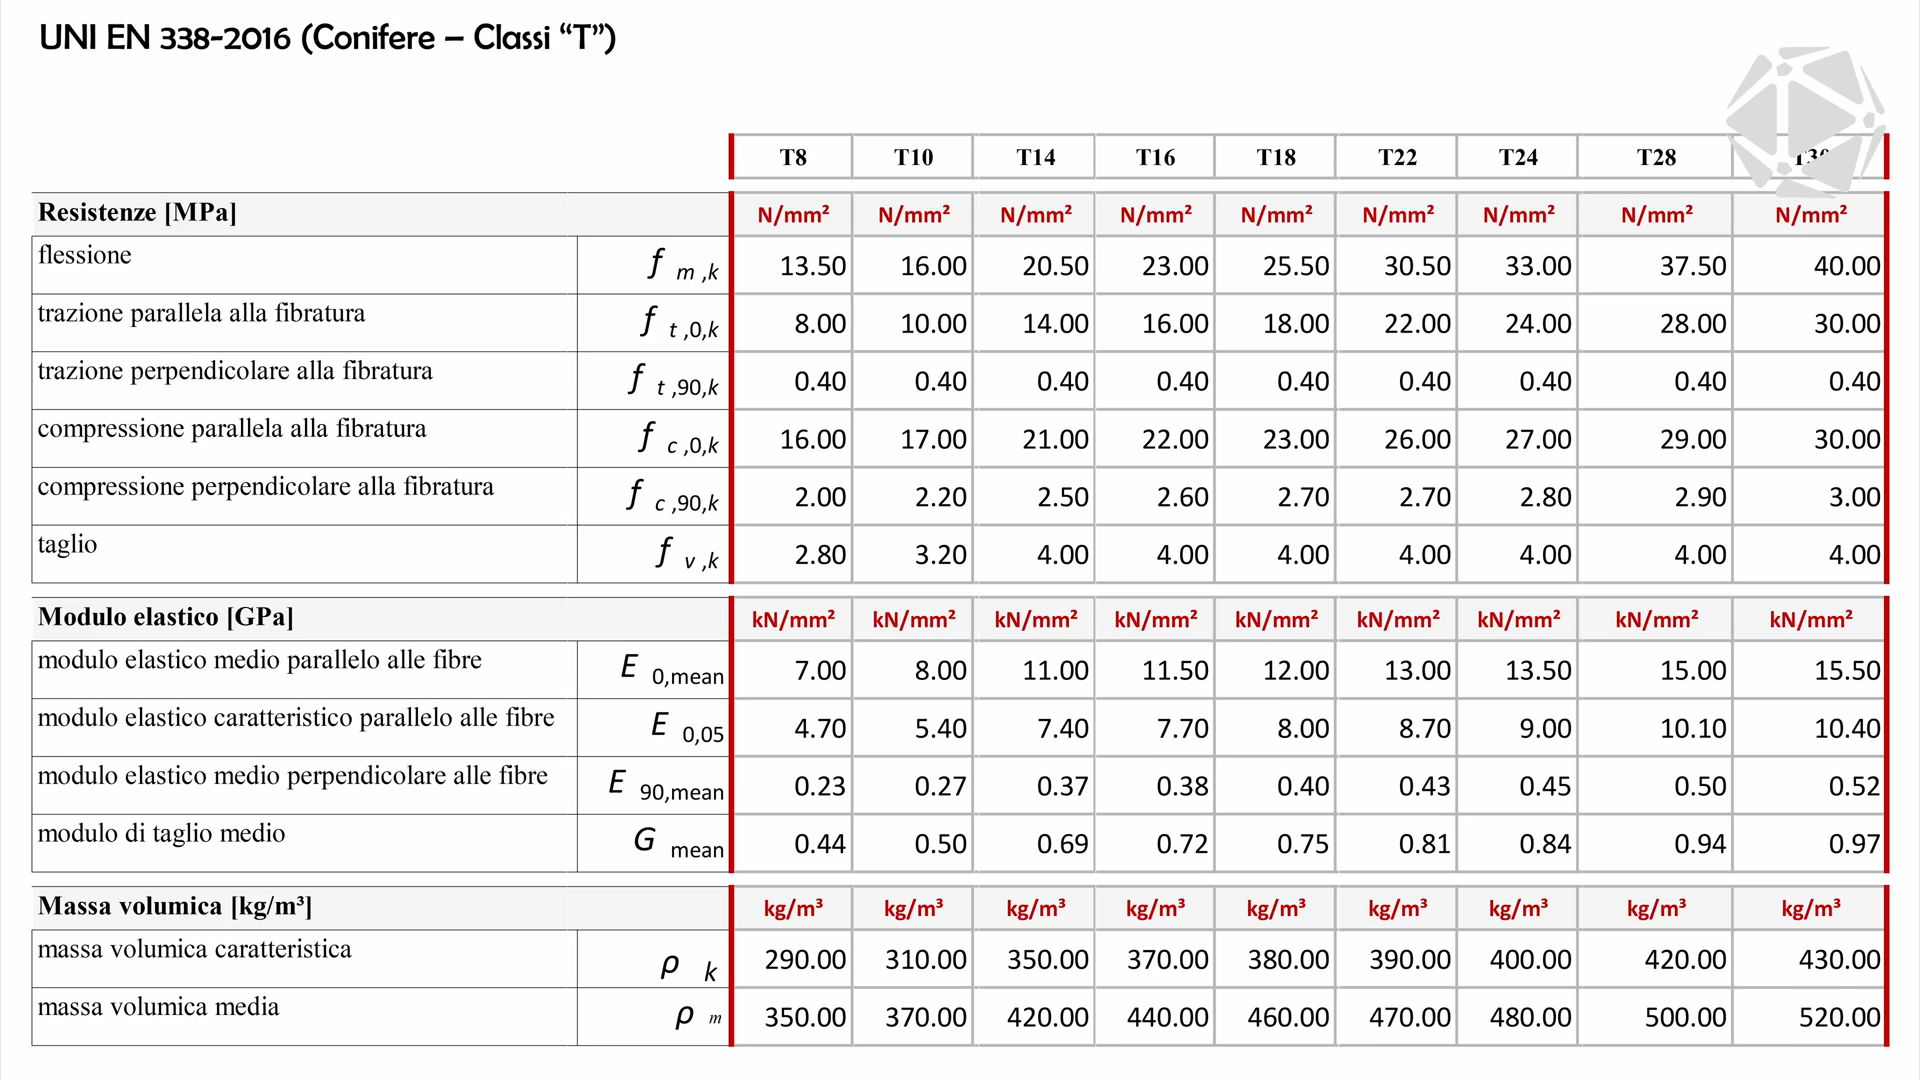 UNI EN 338-2016 (Conifere – Classi “T”)
T8 T10 T14 T16 T18 T22 T24 T28
Resistenze [MPa] N/mm² N/mm² N/mm² N/mm² N/mm² N/mm² N/mm² N/mm² N/mm²
flessione f m,k 13.50 16.00 20.50 23.00 25.50 30.50 33.00 37.50 40.00
trazione parallela alla fibratura f t,0,k 8.00 10.00 14.00 16.00 18.00 22.00 24.00 28.00 30.00
trazione perpendicolare alla fibratura f t,90,k 0.40 0.40 0.40 0.40 0.40 0.40 0.40 0.40 0.40
compressione parallela alla fibratura f c,0,k 16.00 17.00 21.00 22.00 23.00 26.00 27.00 29.00 30.00
compressione perpendicolare alla fibratura f c,90,k 2.00 2.20 2.50 2.60 2.70 2.70 2.80 2.90 3.00
taglio f v,k 2.80 3.20 4.00 4.00 4.00 4.00 4.00 4.00 4.00
Modulo elastico [GPa] kN/mm² kN/mm² kN/mm² kN/mm² kN/mm² kN/mm² kN/mm² kN/mm² kN/mm²
modulo elastico medio parallelo alle fibre E 0,mean 7.00 8.00 11.00 11.50 12.00 13.00 13.50 15.00 15.50
modulo elastico caratteristico parallelo alle fibre E 0,05 4.70 5.40 7.40 7.70 8.00 8.70 9.00 10.10 10.40
modulo elastico medio perpendicolare alle fibre E 90,mean 0.23 0.27 0.37 0.38 0.40 0.43 0.45 0.50 0.52
modulo di taglio medio G mean 0.44 0.50 0.69 0.72 0.75 0.81 0.84 0.94 0.97
Massa volumica [kg/m³] kg/m³ kg/m³ kg/m³ kg/m³ kg/m³ kg/m³ kg/m³ kg/m³ kg/m³
massa volumica caratteristica ρ k 290.00 310.00 350.00 370.00 380.00 390.00 400.00 420.00 430.00
massa volumica media ρ m 350.00 370.00 420.00 440.00 460.00 470.00 480.00 500.00 520.00